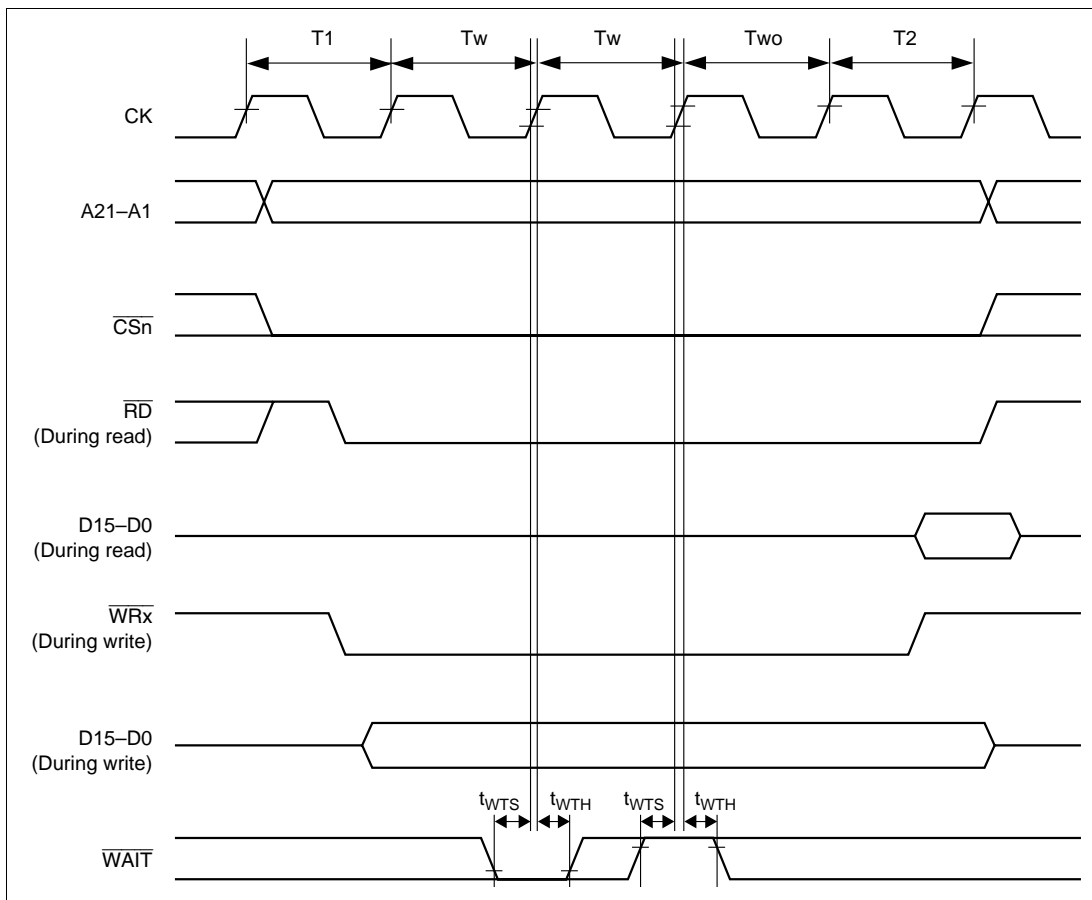 T1 Tw Tw Two T2
CK
A21–A1
CSn
RD
(During read)
D15–D0
(During read)
WRx
(During write)
D15–D0
(During write)
tWTS tWTH tWTS tWTH
WAIT